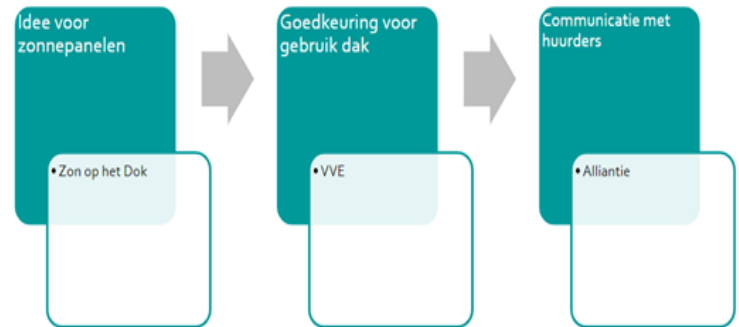 Idee voor
zonnepanelen
• Zon op het Dok
Goedkeuring voor
gebruik dak
• VVE
Communicatie met
huurders
• Alliantie